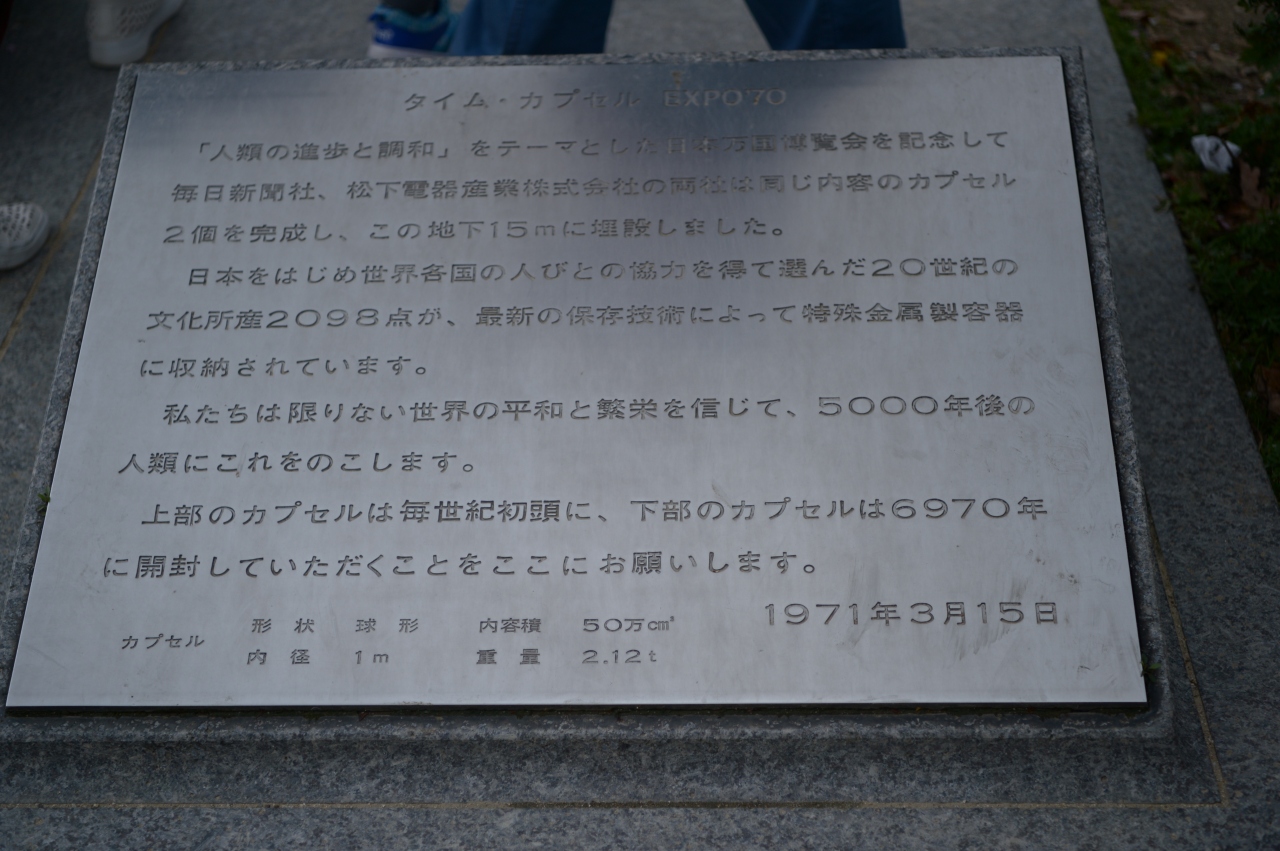 タイム・カプセル EXPO'70
「人類の進歩と調和」をテーマとした日本万国博覧会を記念して
毎日新聞社、松下電器産業株式会社の両社は同じ内容のカプセル
2個を完成し、この地下15mに埋設しました。
日本をはじめ世界各国の人びとの協力を得て選んだ20世紀の
文化所産2098点が、最新の保存技術によって特殊金属製容器
に収納されています。
私たちは限りない世界の平和と繁栄を信じて、5000年後の
人類にこれをのこします。
上部のカプセルは毎世紀初頭に、下部のカプセルは6970年
に開封していただくことをここにお願いします。
1971年3月15日
カプセル 形状 球形 内容積 50万cm³
内径 1m 重量 2.12t